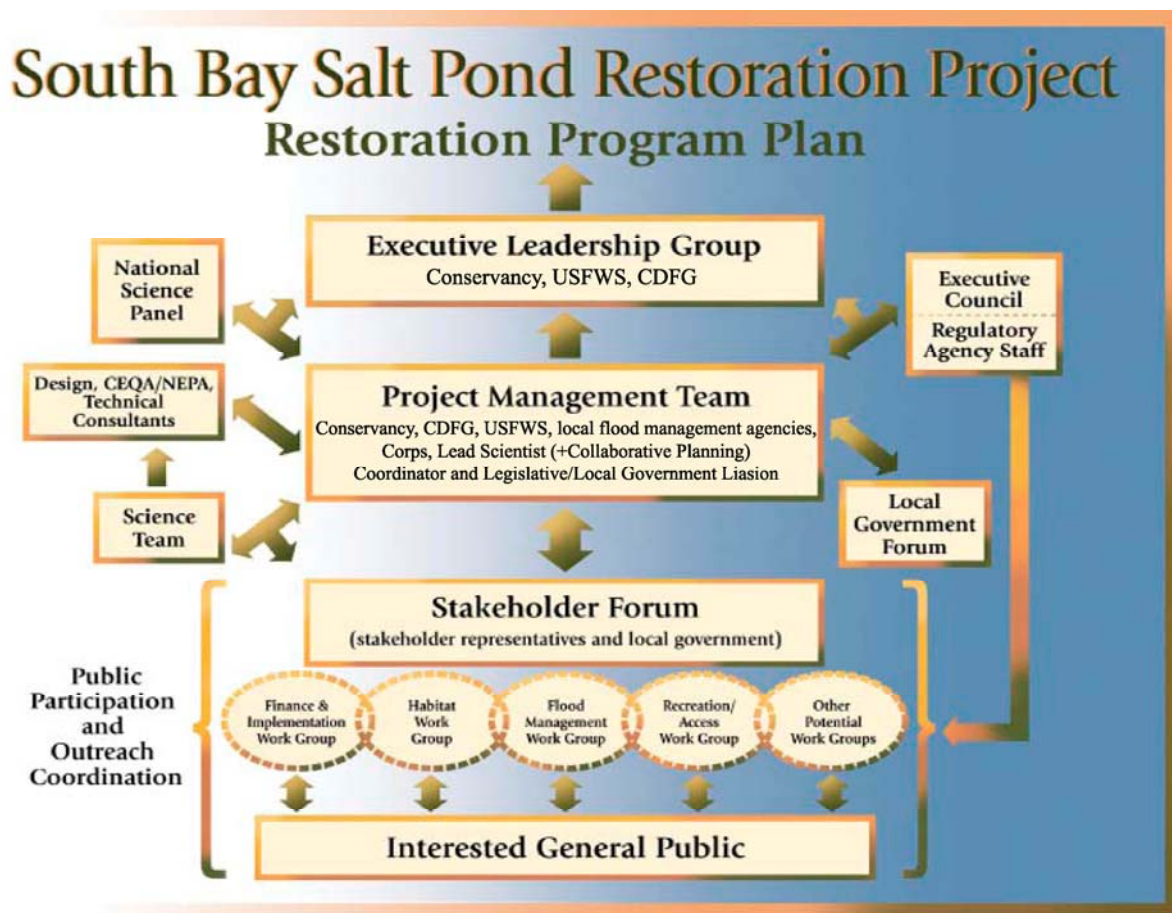 South Bay Salt Pond Restoration Project
Restoration Program Plan
Executive Leadership Group
Conservancy, USFWS, CDFG
National
Science
Panel
Executive
Council
Regulatory
Agency Staff
Design, CEQA/NEPA,
Technical
Consultants
Project Management Team
Conservancy, CDFG, USFWS, local flood management agencies,
Corps, Lead Scientist (+Collaborative Planning)
Coordinator and Legislative/Local Government Liasion
Science
Team
Local
Government
Forum
Stakeholder Forum
(stakeholder representatives and local government)
Public
Participation
and
Outreach
Coordination
Finance &
Implementation
Work Group
Habitat
Work
Group
Flood
Management
Work Group
Recreation/
Access
Work Group
Other
Potential
Work Groups
Interested General Public